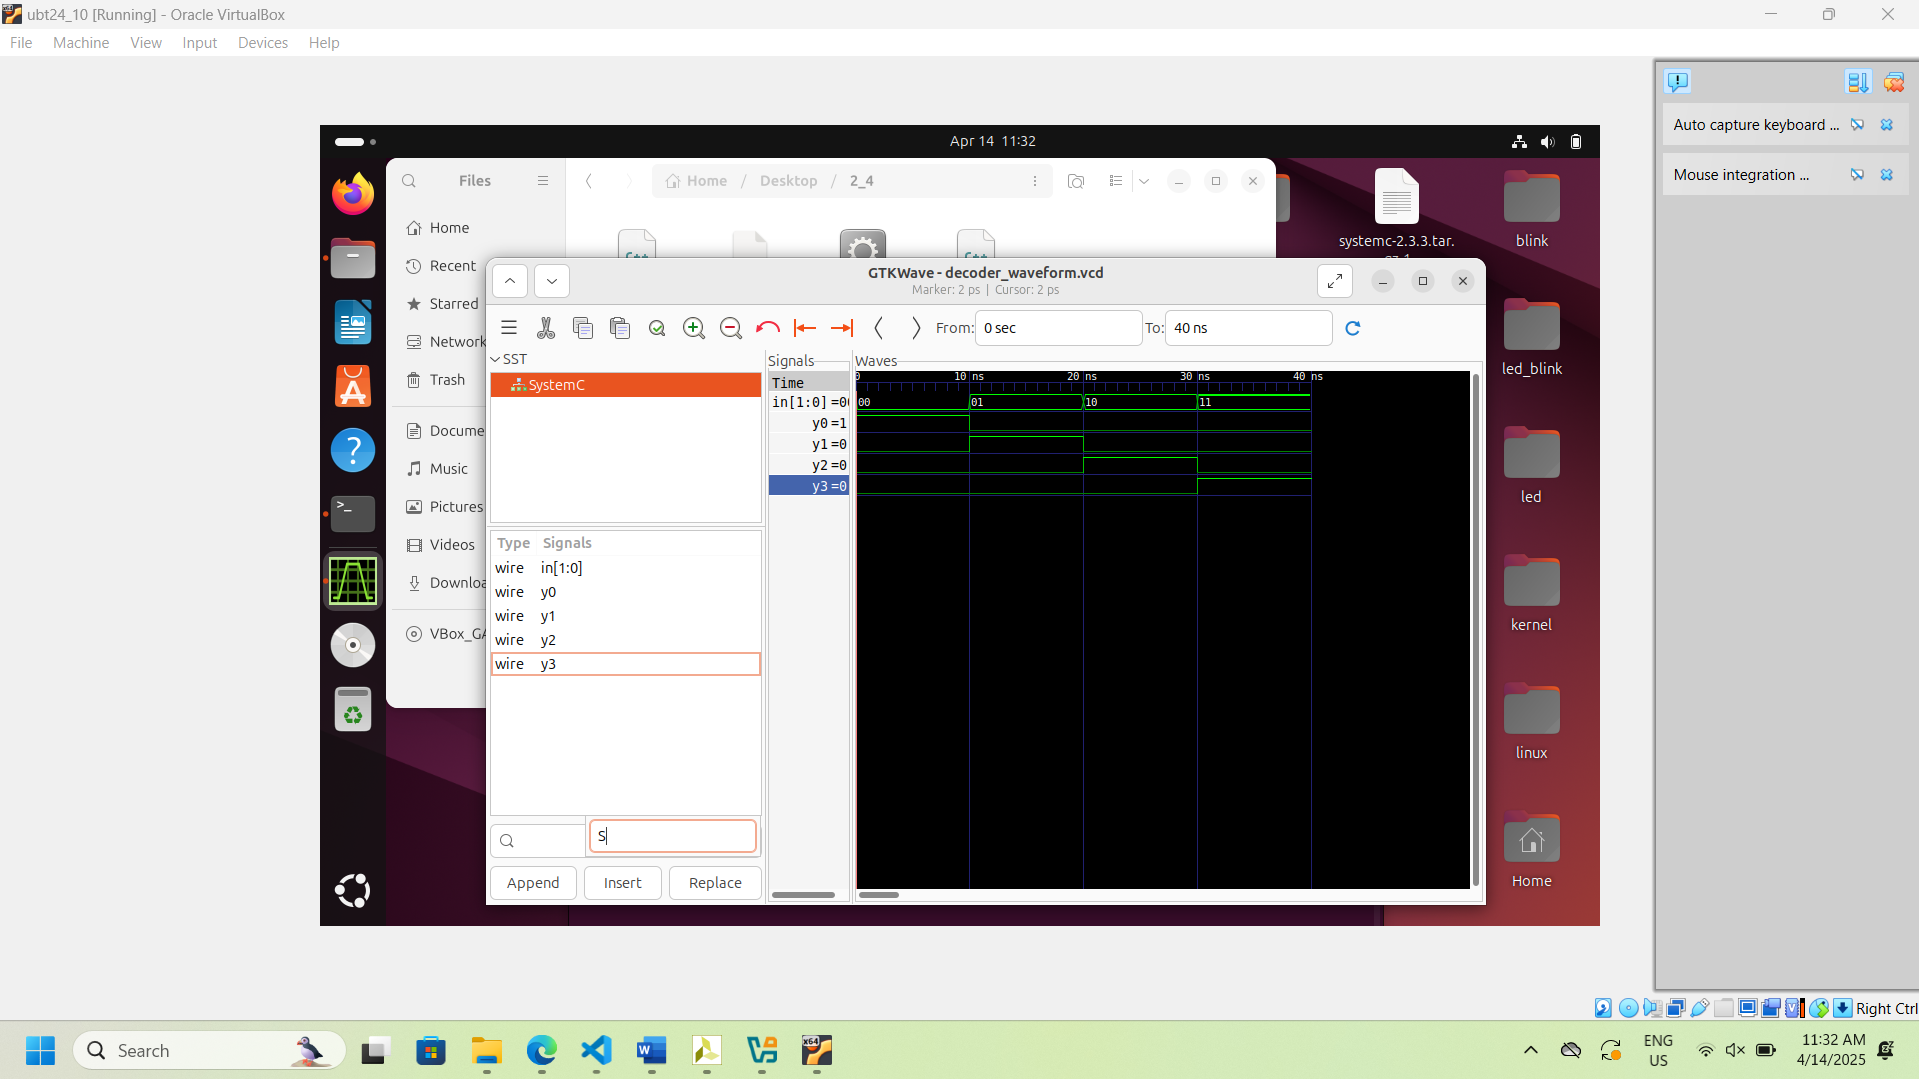 ubt24_10 [Running] - Oracle VirtualBox
File Machine View Input Devices Help
Auto capture keyboard ...
Mouse integration ...
Apr 14 11:32
Files
Home / Desktop / 2_4
Home
Recent
Starred
Network
Trash
Docume
Music
Pictures
Videos
Downloa
VBox_GA
C++
C++
systemc-2.3.3.tar.
blink
led_blink
led
kernel
linux
Home
GTKWave - decoder_waveform.vcd
Marker: 2 ps | Cursor: 2 ps
From: 0 sec To: 40 ns
SST
SystemC
Type Signals
wire in[1:0]
wire y0
wire y1
wire y2
wire y3
S
Append Insert Replace
Signals
Time
in[1:0] =00
y0 =1
y1 =0
y2 =0
y3 =0
Waves
0 10 ns 20 ns 30 ns 40 ns
00 01 10 11
Right Ctrl
Search
ENG
US
11:32 AM
4/14/2025